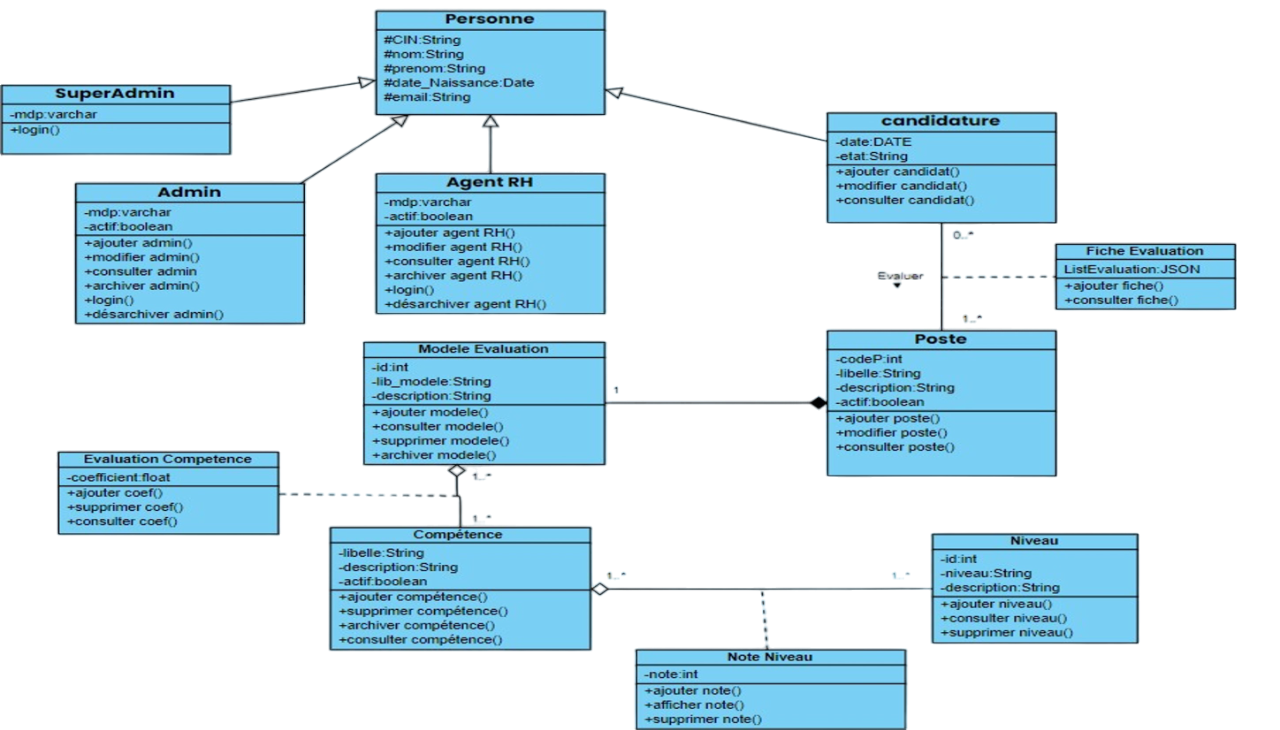 Personne
#CIN:String
#nom:String
#prenom:String
#date_Naissance:Date
#email:String
SuperAdmin
-mdp:varchar
+login()
candidature
-date:DATE
-etat:String
+ajouter candidat()
+modifier candidat()
+consulter candidat()
Admin
-mdp:varchar
-actif:boolean
+ajouter admin()
+modifier admin()
+consulter admin
+archiver admin()
+login()
+désarchiver admin()
Agent RH
-mdp:varchar
-actif:boolean
+ajouter agent RH()
+modifier agent RH()
+consulter agent RH()
+archiver agent RH()
+login()
+désarchiver agent RH()
0..*
Evaluer
1..*
Fiche Evaluation
ListEvaluation:JSON
+ajouter fiche()
+consulter fiche()
Modele Evaluation
-id:int
-lib_modele:String
-description:String
+ajouter modele()
+consulter modele()
+supprimer modele()
+archiver modele()
1
Poste
-codeP:int
-libelle:String
-description:String
-actif:boolean
+ajouter poste()
+modifier poste()
+consulter poste()
Evaluation Competence
-coefficient:float
+ajouter coef()
+supprimer coef()
+consulter coef()
1..*
1..*
Compétence
-libelle:String
-description:String
-actif:boolean
+ajouter compétence()
+supprimer compétence()
+archiver compétence()
+consulter compétence()
1..*
1..*
Niveau
-id:int
-niveau:String
-description:String
+ajouter niveau()
+consulter niveau()
+supprimer niveau()
Note Niveau
-note:int
+ajouter note()
+afficher note()
+supprimer note()